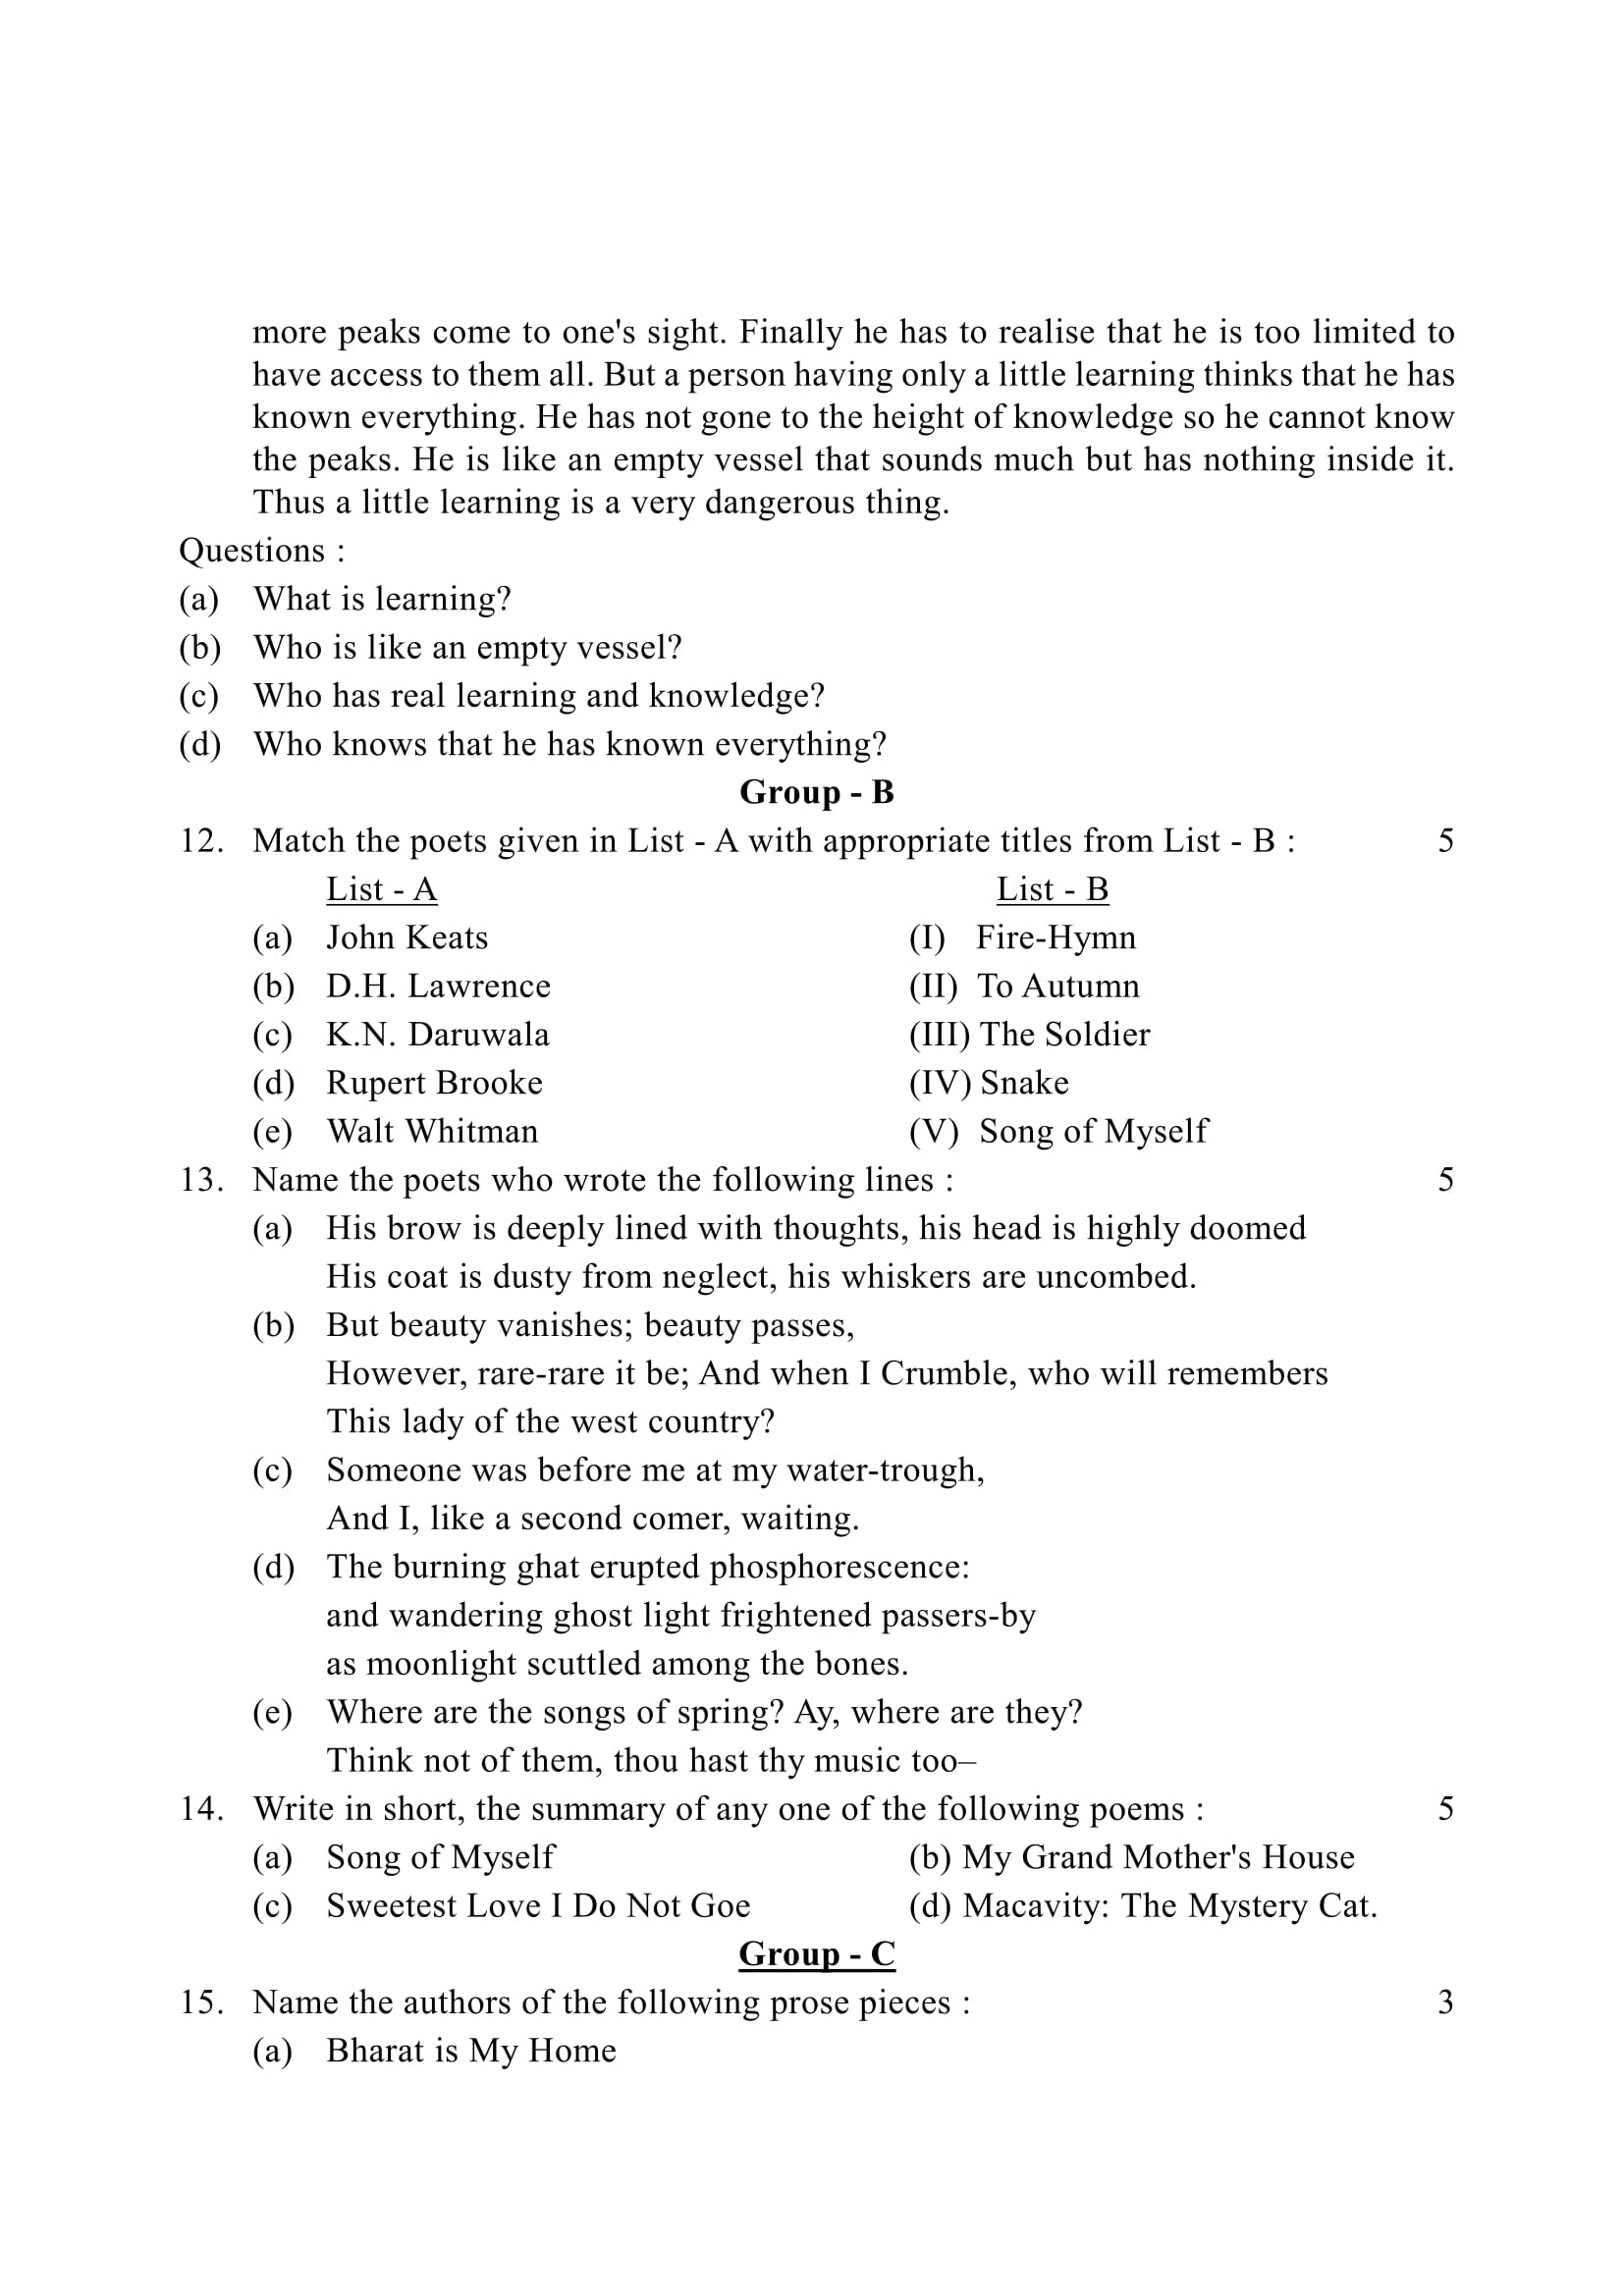 more peaks come to one's sight. Finally he has to realise that he is too limited to
have access to them all. But a person having only a little learning thinks that he has
known everything. He has not gone to the height of knowledge so he cannot know
the peaks. He is like an empty vessel that sounds much but has nothing inside it.
Thus a little learning is a very dangerous thing.
Questions :
(a) What is learning?
(b) Who is like an empty vessel?
(c) Who has real learning and knowledge?
(d) Who knows that he has known everything?
Group - B
12. Match the poets given in List - A with appropriate titles from List - B : 5
List - A List - B
(a) John Keats (I) Fire-Hymn
(b) D.H. Lawrence (II) To Autumn
(c) K.N. Daruwala (III) The Soldier
(d) Rupert Brooke (IV) Snake
(e) Walt Whitman (V) Song of Myself
13. Name the poets who wrote the following lines : 5
(a) His brow is deeply lined with thoughts, his head is highly doomed
His coat is dusty from neglect, his whiskers are uncombed.
(b) But beauty vanishes; beauty passes,
However, rare-rare it be; And when I Crumble, who will remembers
This lady of the west country?
(c) Someone was before me at my water-trough,
And I, like a second comer, waiting.
(d) The burning ghat erupted phosphorescence:
and wandering ghost light frightened passers-by
as moonlight scuttled among the bones.
(e) Where are the songs of spring? Ay, where are they?
Think not of them, thou hast thy music too–
14. Write in short, the summary of any one of the following poems : 5
(a) Song of Myself (b) My Grand Mother's House
(c) Sweetest Love I Do Not Goe (d) Macavity: The Mystery Cat.
Group - C
15. Name the authors of the following prose pieces : 3
(a) Bharat is My Home